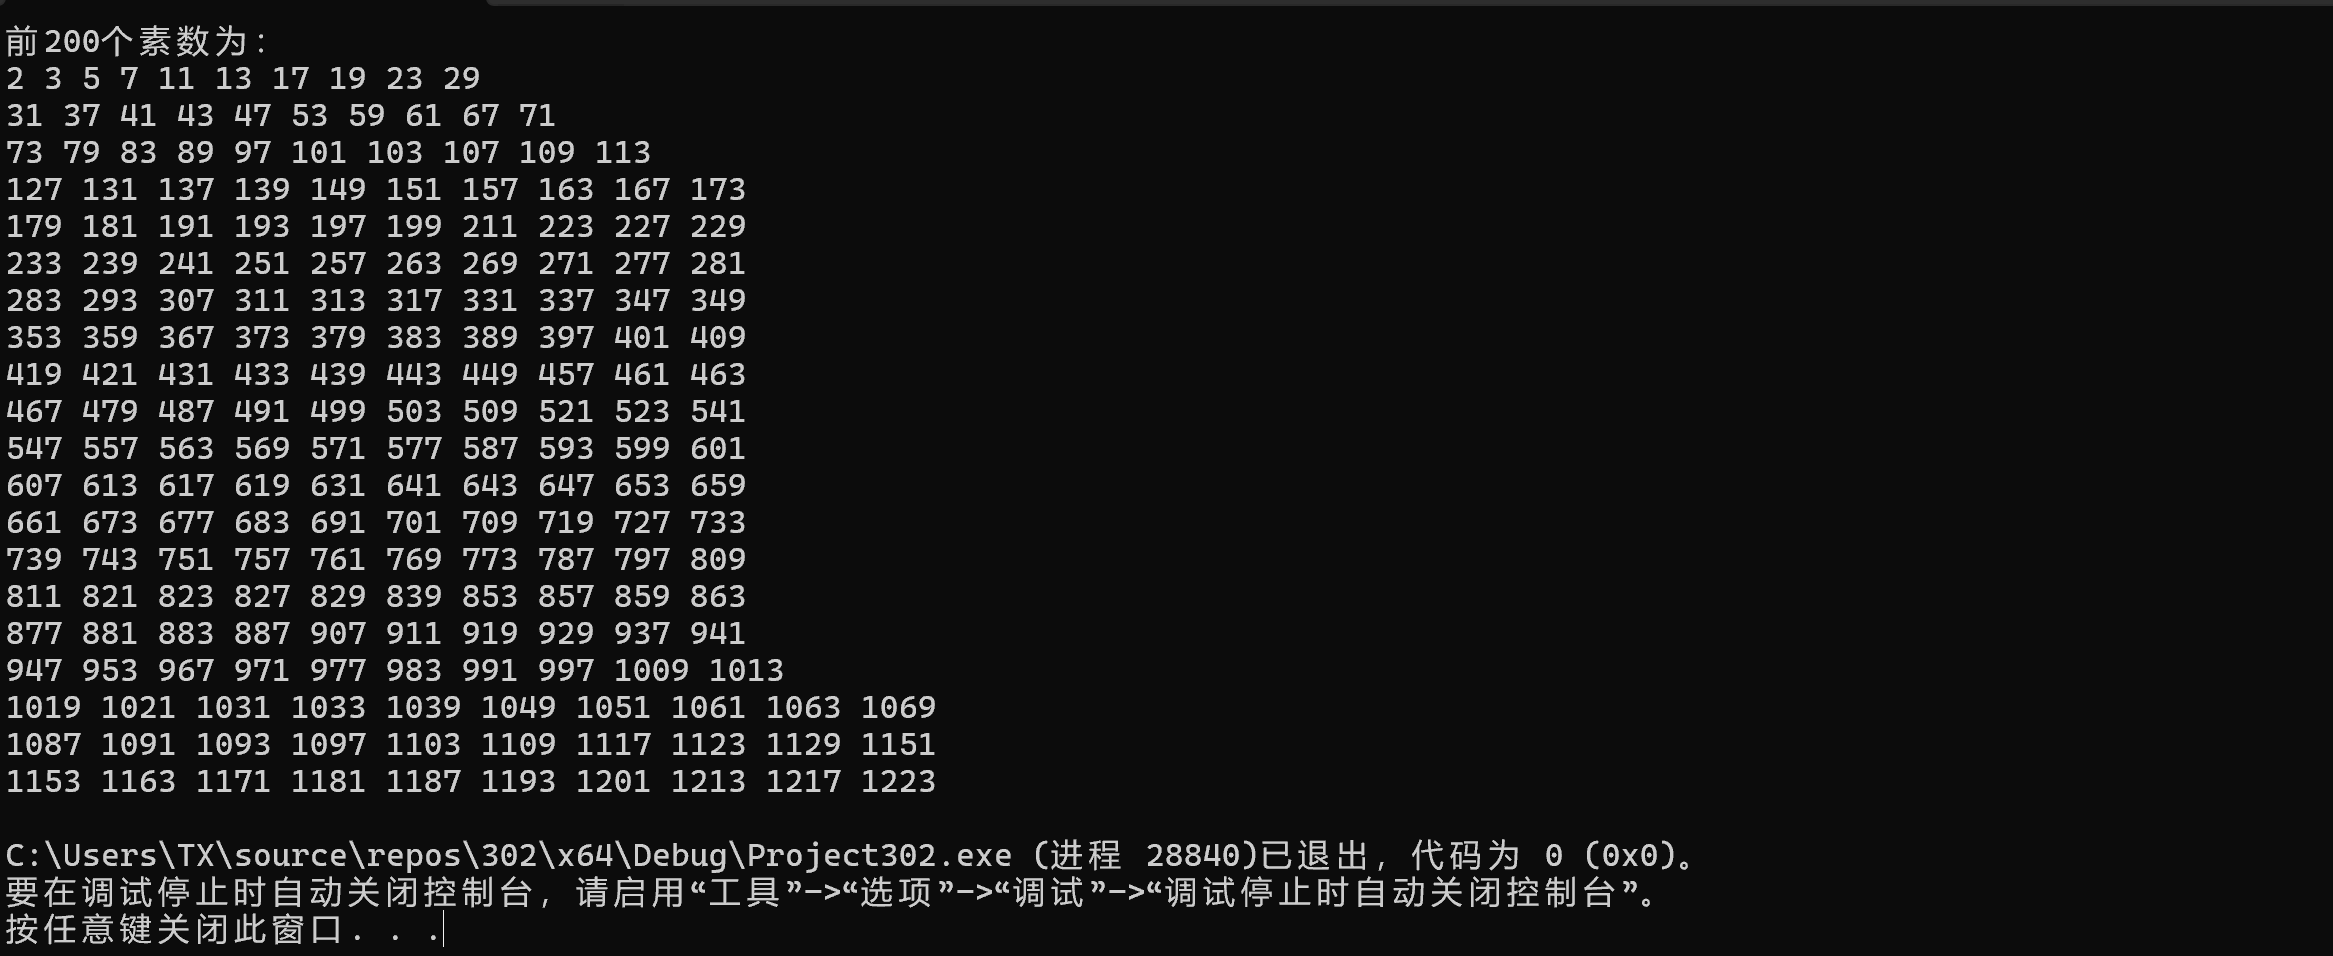 前200个素数为:
2 3 5 7 11 13 17 19 23 29
31 37 41 43 47 53 59 61 67 71
73 79 83 89 97 101 103 107 109 113
127 131 137 139 149 151 157 163 167 173
179 181 191 193 197 199 211 223 227 229
233 239 241 251 257 263 269 271 277 281
283 293 307 311 313 317 331 337 347 349
353 359 367 373 379 383 389 397 401 409
419 421 431 433 439 443 449 457 461 463
467 479 487 491 499 503 509 521 523 541
547 557 563 569 571 577 587 593 599 601
607 613 617 619 631 641 643 647 653 659
661 673 677 683 691 701 709 719 727 733
739 743 751 757 761 769 773 787 797 809
811 821 823 827 829 839 853 857 859 863
877 881 883 887 907 911 919 929 937 941
947 953 967 971 977 983 991 997 1009 1013
1019 1021 1031 1033 1039 1049 1051 1061 1063 1069
1087 1091 1093 1097 1103 1109 1117 1123 1129 1151
1153 1163 1171 1181 1187 1193 1201 1213 1217 1223
C:\Users\TX\source\repos\302\x64\Debug\Project302.exe (进程 28840)已退出，代码为 0 (0x0)。
要在调试停止时自动关闭控制台，请启用“工具”->“选项”->“调试”->“调试停止时自动关闭控制台”。
按任意键关闭此窗口. . .